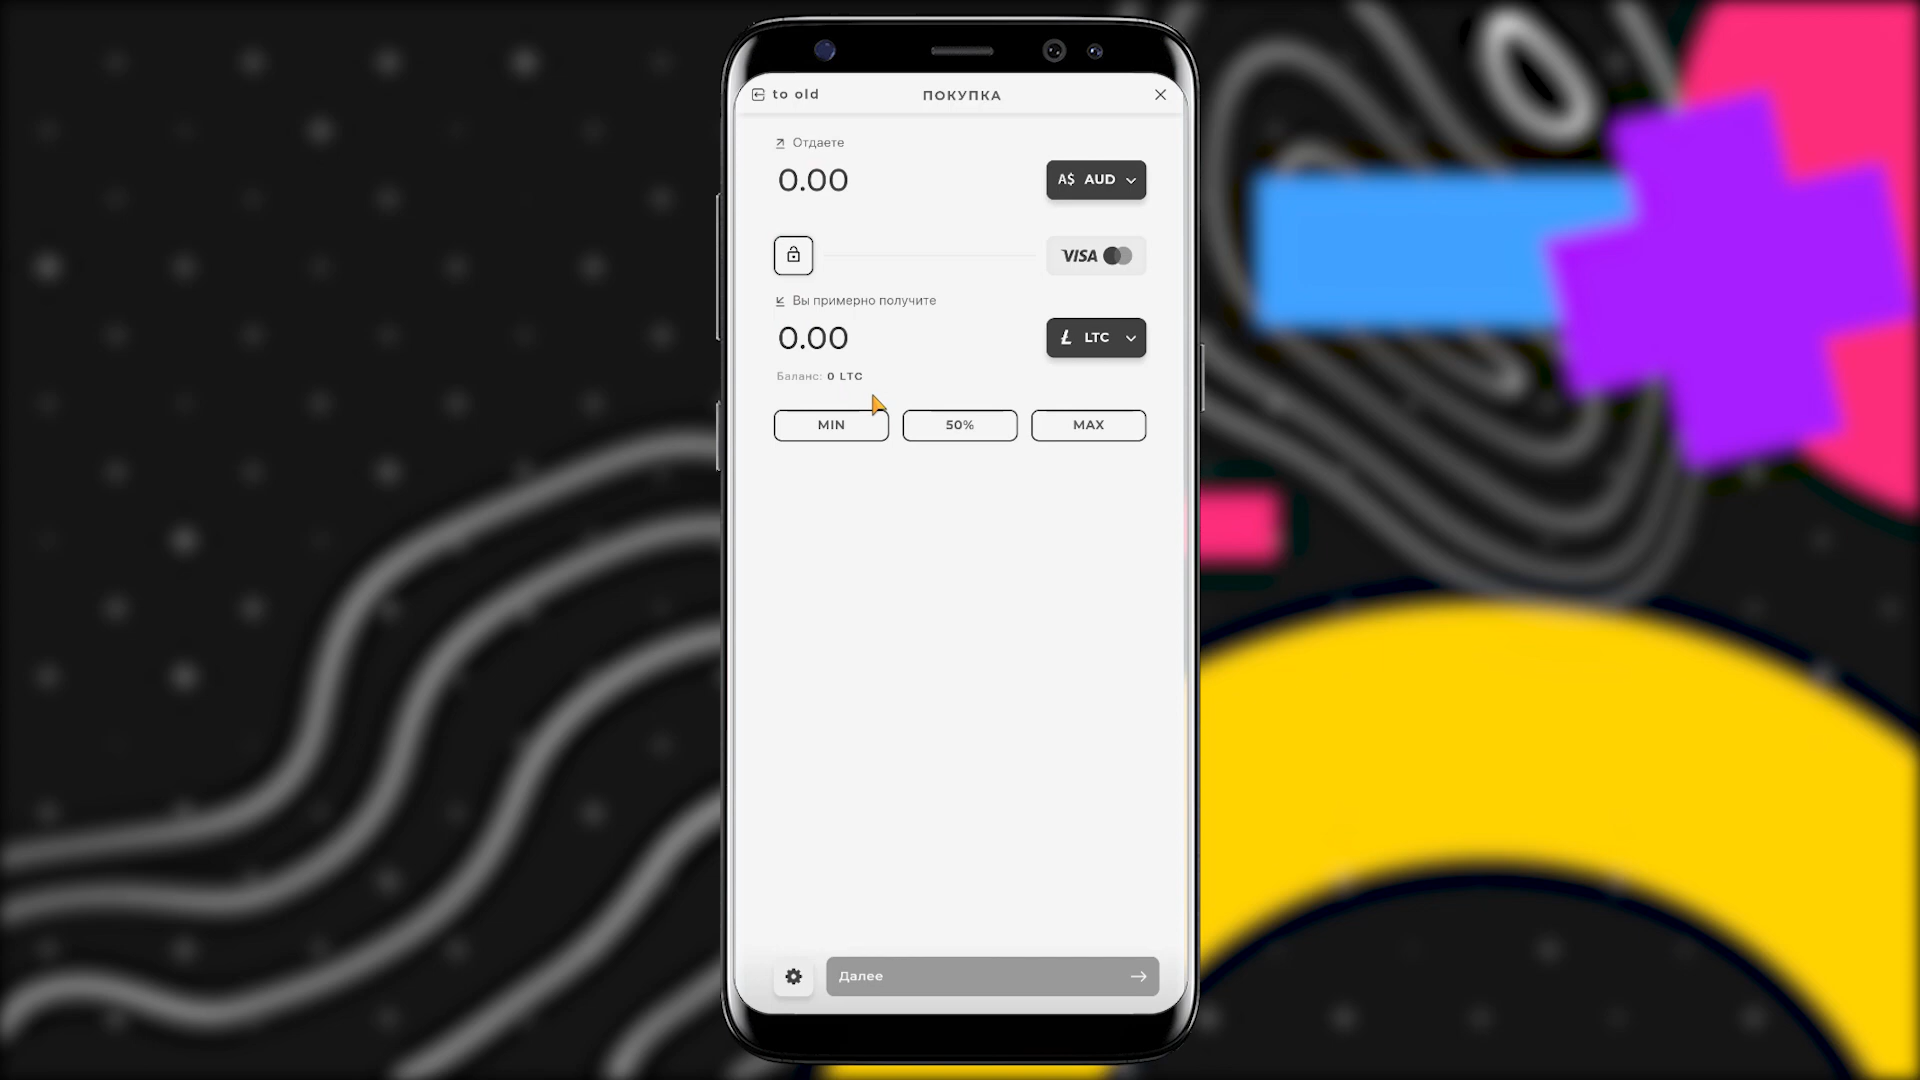 to old
ПОКУПКА
Отдаете
0.00
A$ AUD
VISA
Вы примерно получите
0.00
Ł LTC
Баланс: 0 LTC
MIN
50%
MAX
Далее